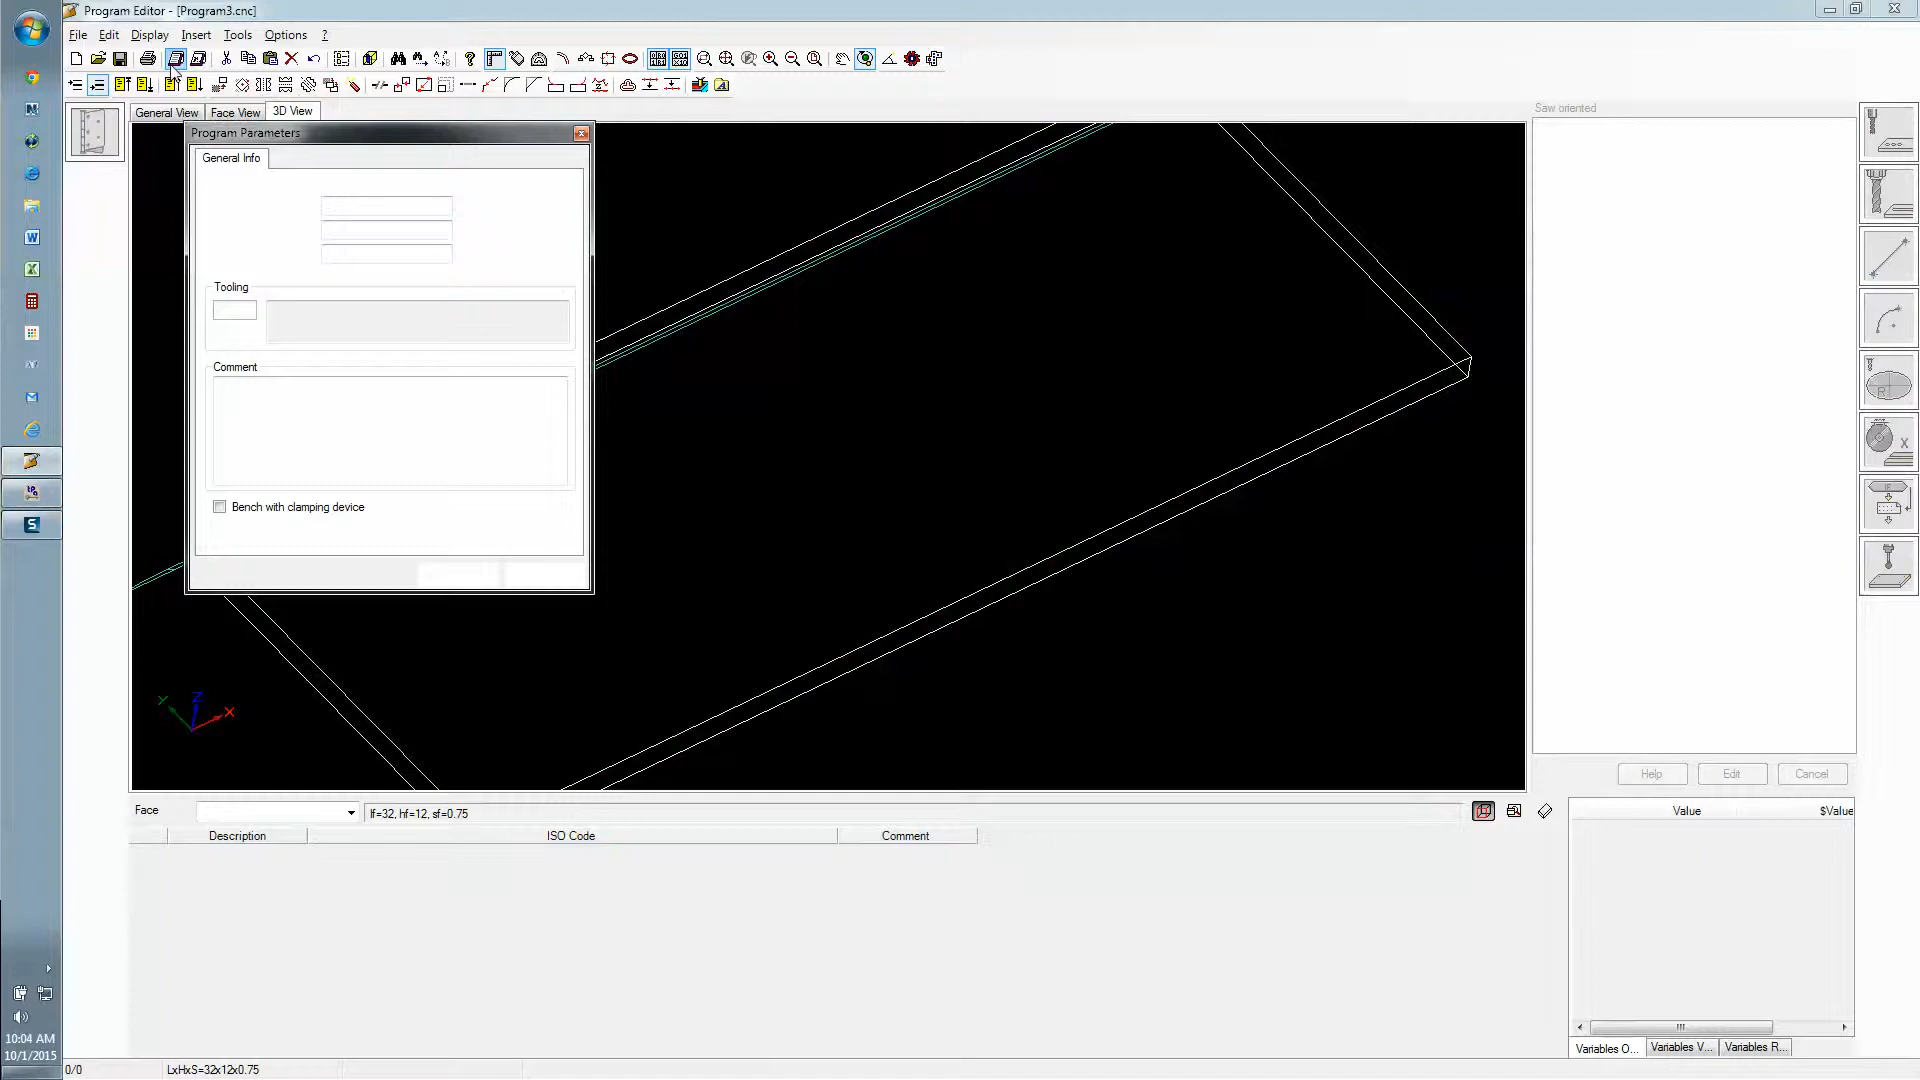 Program Editor - [Program3.cnc]
File Edit Display Insert Tools Options ?
General View Face View 3D View
Saw oriented
Program Parameters
General Info
Tooling
Comment
Bench with clamping device
Y Z X
Help Edit Cancel
Face
lf=32, hf=12, sf=0.75
Description ISO Code Comment
Value $Value
Variables O... Variables V... Variables R...
10:04 AM
10/1/2015
0/0 LxHxS=32x12x0.75